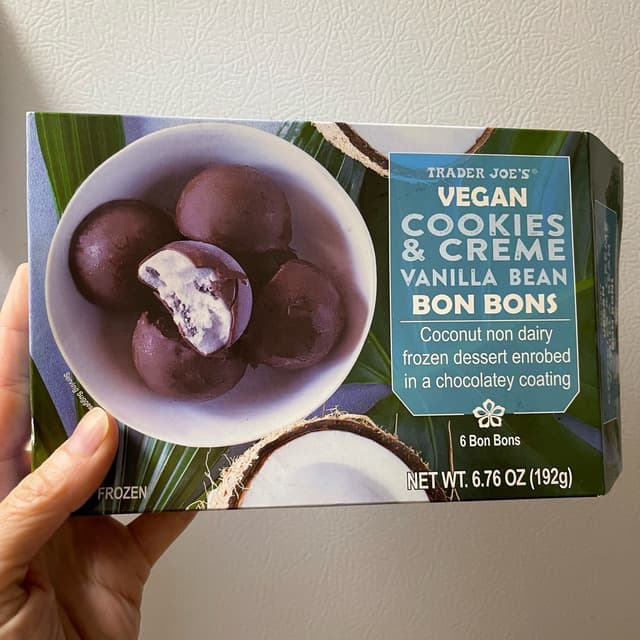 TRADER JOE'S®
VEGAN
COOKIES
& CREME
VANILLA BEAN
BON BONS
Coconut non dairy
frozen dessert enrobed
in a chocolatey coating
6 Bon Bons
NET WT. 6.76 OZ (192g)
Serving
FROZEN